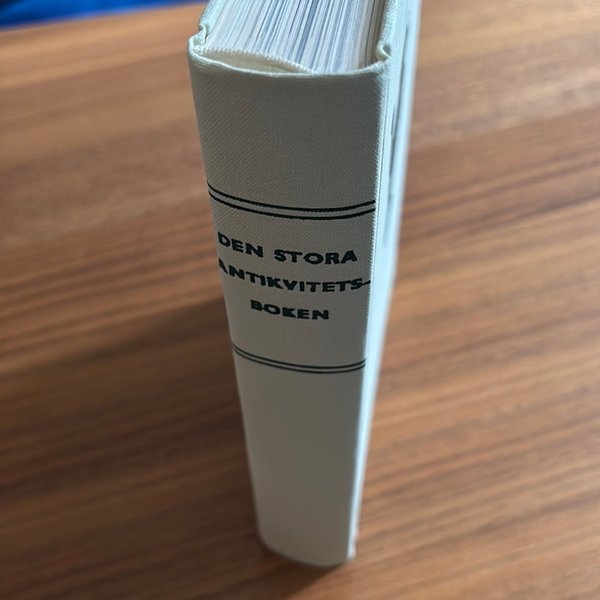 DEN STORA
ANTIKVITETS-
BOKEN